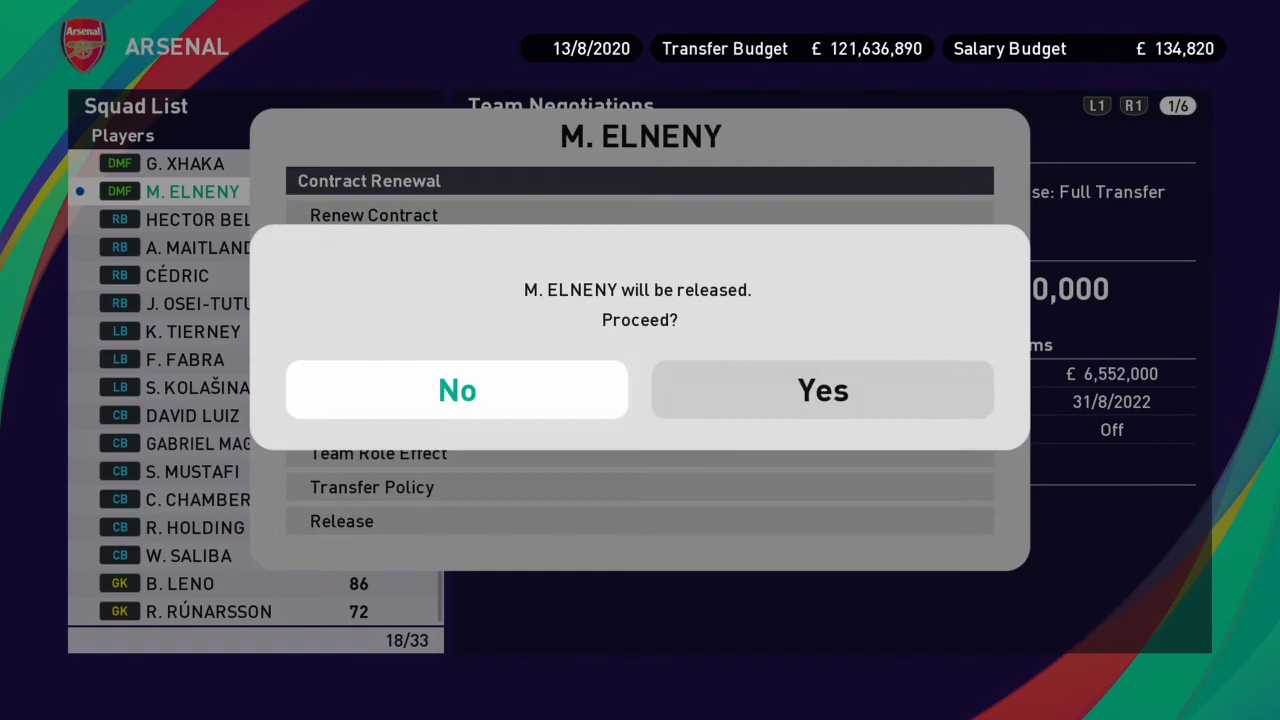 Arsenal
ARSENAL
13/8/2020
Transfer Budget £ 121,636,890
Salary Budget £ 134,820
Squad List
Players
Team Negotiations
L1 R1 1/6
DMF G. XHAKA
DMF M. ELNENY
RB HECTOR BEL
RB A. MAITLAND
RB CÉDRIC
RB J. OSEI-TUTU
LB K. TIERNEY
LB F. FABRA
LB S. KOLAŠINA
CB DAVID LUIZ
CB GABRIEL MAG
CB S. MUSTAFI
CB C. CHAMBER
CB R. HOLDING
CB W. SALIBA
GK B. LENO 86
GK R. RÚNARSSON 72
18/33
M. ELNENY
Contract Renewal
Renew Contract
M. ELNENY will be released.
Proceed?
No
Yes
Team Role Effect
Transfer Policy
Release
se: Full Transfer
0,000
ms
£ 6,552,000
31/8/2022
Off